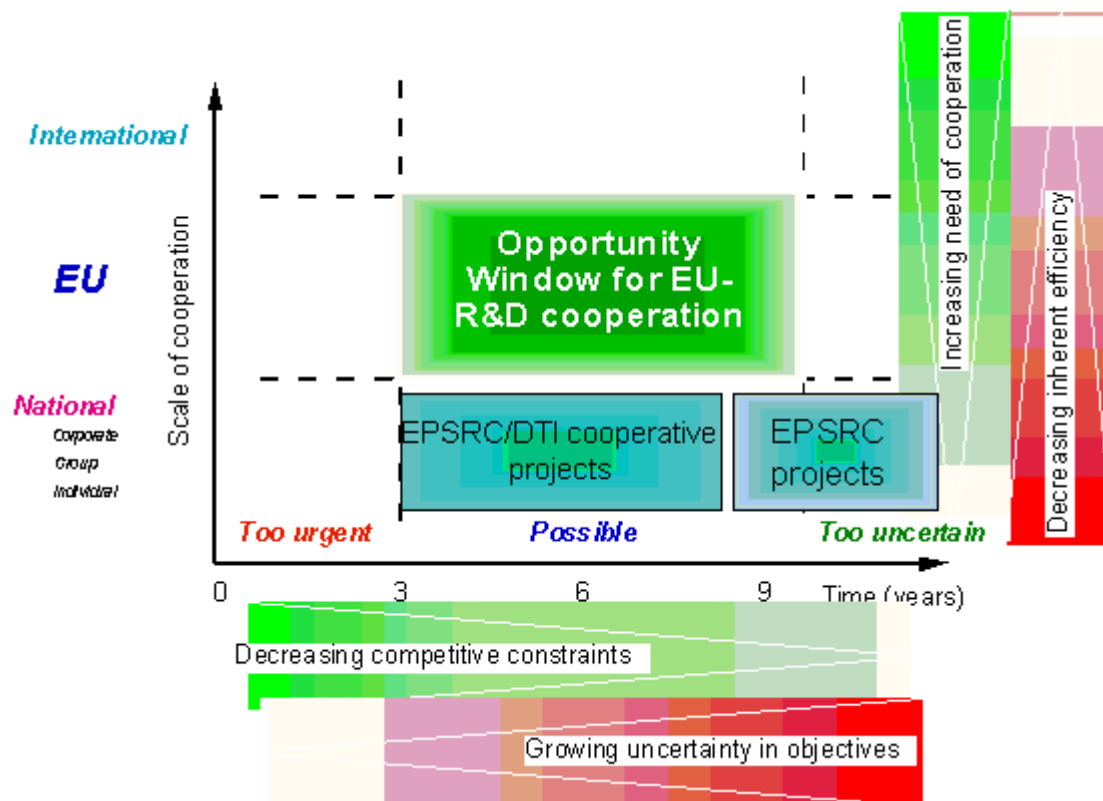 International
EU
National
Corporate
Group
Individral
Scale of cooperation
Opportunity
Window for EU-
R&D cooperation
EPSRC/DTI cooperative
projects
EPSRC
projects
Increasing need of cooperation
Decreasing inherent efficiency
Too urgent
Possible
Too uncertain
0
3
6
9
Time (years)
Decreasing competitive constraints
Growing uncertainty in objectives